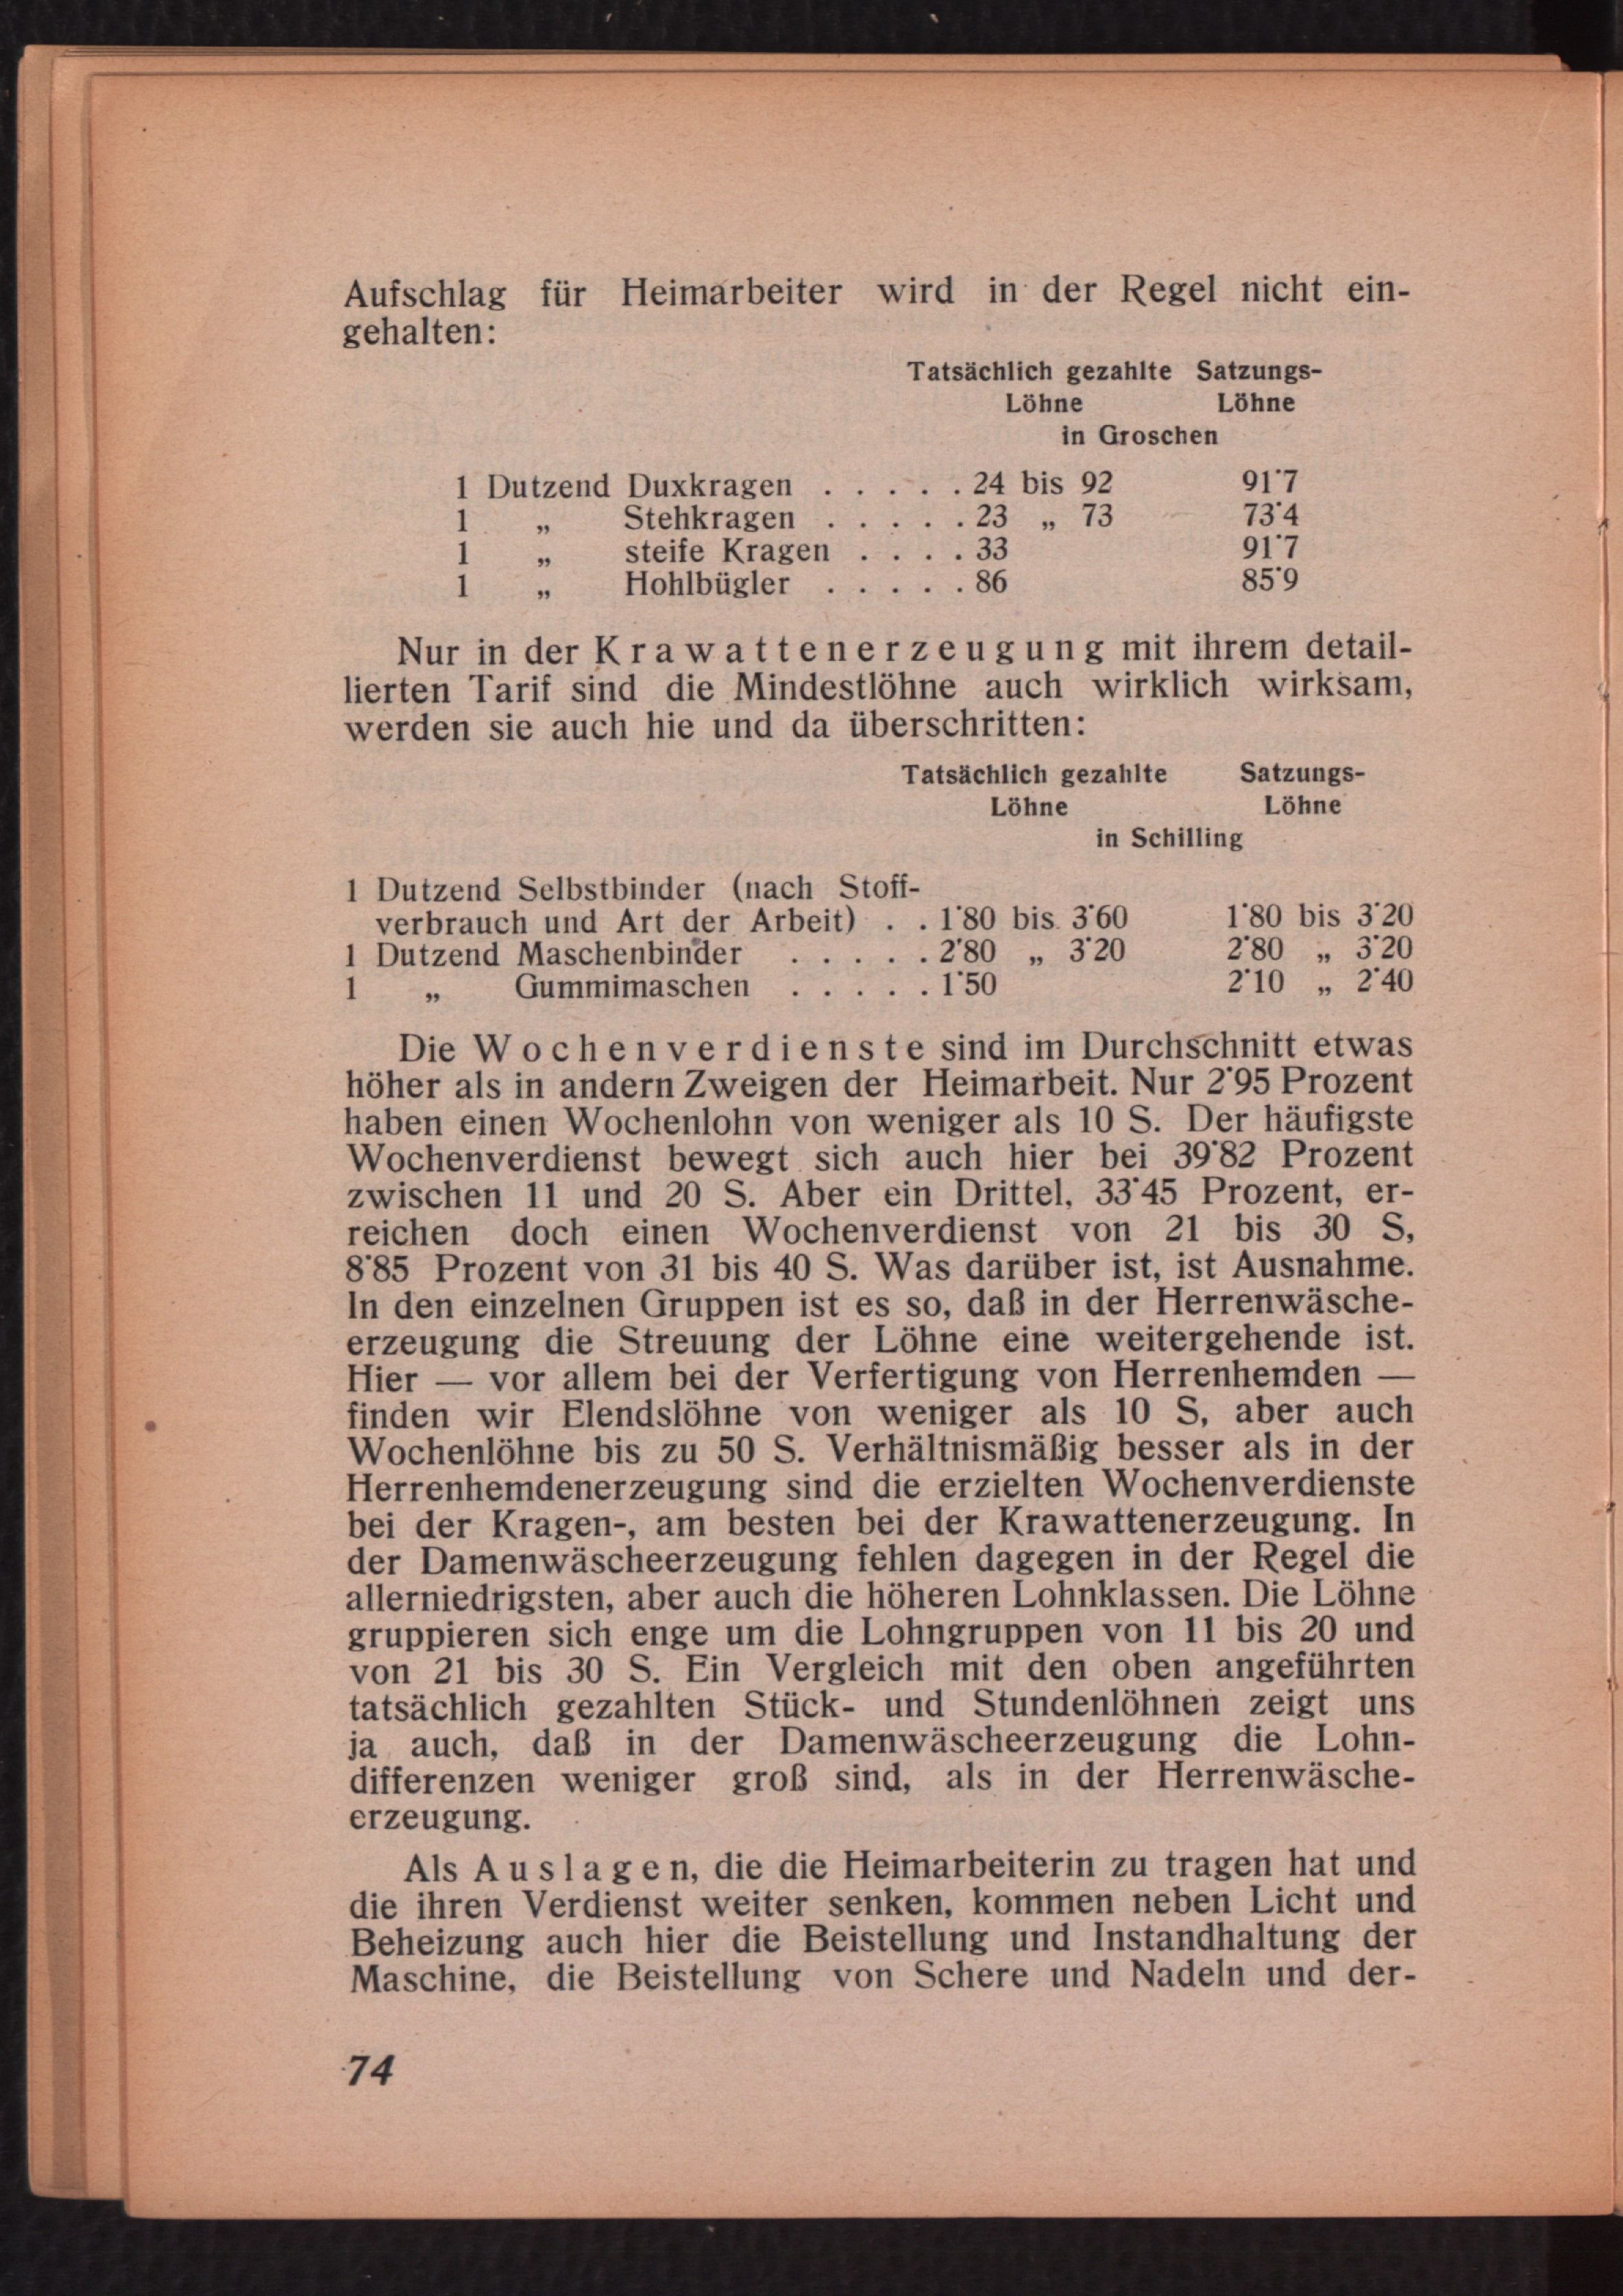 Aufschlag für Heimarbeiter wird in der Regel nicht ein-
gehalten:
Tatsächlich gezahlte Satzungs-
Löhne Löhne
in Groschen
1 Dutzend Duxkragen . . . . . 24 bis 92 91˙7
1 „ Stehkragen . . . . . 23 „ 73 73˙4
1 „ steife Kragen . . . . 33 91˙7
1 „ Hohlbügler . . . . . 86 85˙9
Nur in der Krawattenerzeugung mit ihrem detail-
lierten Tarif sind die Mindestlöhne auch wirklich wirksam,
werden sie auch hie und da überschritten:
Tatsächlich gezahlte Satzungs-
Löhne Löhne
in Schilling
1 Dutzend Selbstbinder (nach Stoff-
verbrauch und Art der Arbeit) . . 1˙80 bis 3˙60 1˙80 bis 3˙20
1 Dutzend Maschenbinder . . . . . 2˙80 „ 3˙20 2˙80 „ 3˙20
1 „ Gummimaschen . . . . . 1˙50 2˙10 „ 2˙40
Die Wochenverdienste sind im Durchschnitt etwas
höher als in andern Zweigen der Heimarbeit. Nur 2˙95 Prozent
haben einen Wochenlohn von weniger als 10 S. Der häufigste
Wochenverdienst bewegt sich auch hier bei 39˙82 Prozent
zwischen 11 und 20 S. Aber ein Drittel, 33˙45 Prozent, er-
reichen doch einen Wochenverdienst von 21 bis 30 S,
8˙85 Prozent von 31 bis 40 S. Was darüber ist, ist Ausnahme.
In den einzelnen Gruppen ist es so, daß in der Herrenwäsche-
erzeugung die Streuung der Löhne eine weitergehende ist.
Hier — vor allem bei der Verfertigung von Herrenhemden —
finden wir Elendslöhne von weniger als 10 S, aber auch
Wochenlöhne bis zu 50 S. Verhältnismäßig besser als in der
Herrenhemdenerzeugung sind die erzielten Wochenverdienste
bei der Kragen-, am besten bei der Krawattenerzeugung. In
der Damenwäscheerzeugung fehlen dagegen in der Regel die
allerniedrigsten, aber auch die höheren Lohnklassen. Die Löhne
gruppieren sich enge um die Lohngruppen von 11 bis 20 und
von 21 bis 30 S. Ein Vergleich mit den oben angeführten
tatsächlich gezahlten Stück- und Stundenlöhnen zeigt uns
ja auch, daß in der Damenwäscheerzeugung die Lohn-
differenzen weniger groß sind, als in der Herrenwäsche-
erzeugung.
Als Auslagen, die die Heimarbeiterin zu tragen hat und
die ihren Verdienst weiter senken, kommen neben Licht und
Beheizung auch hier die Beistellung und Instandhaltung der
Maschine, die Beistellung von Schere und Nadeln und der-
74